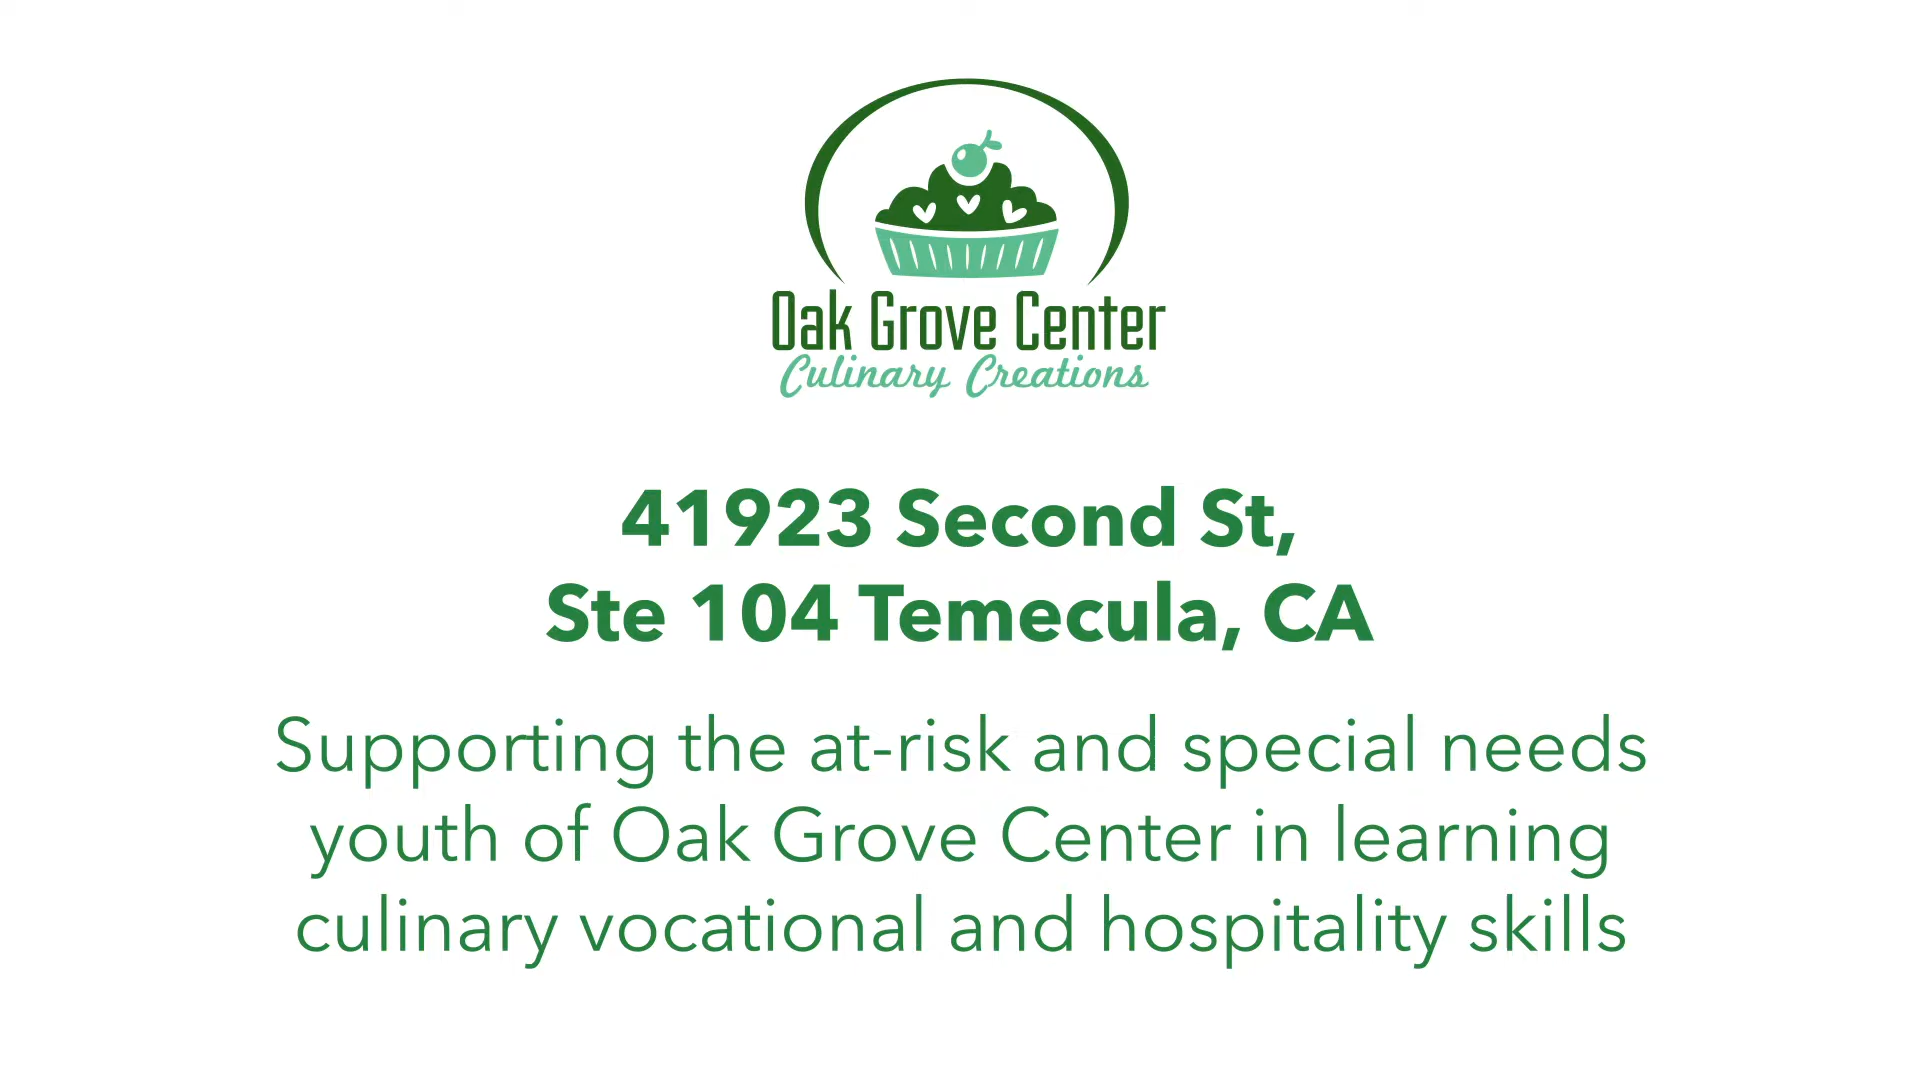 Oak Grove Center
Culinary Creations
41923 Second St,
Ste 104 Temecula, CA
Supporting the at-risk and special needs
youth of Oak Grove Center in learning
culinary vocational and hospitality skills